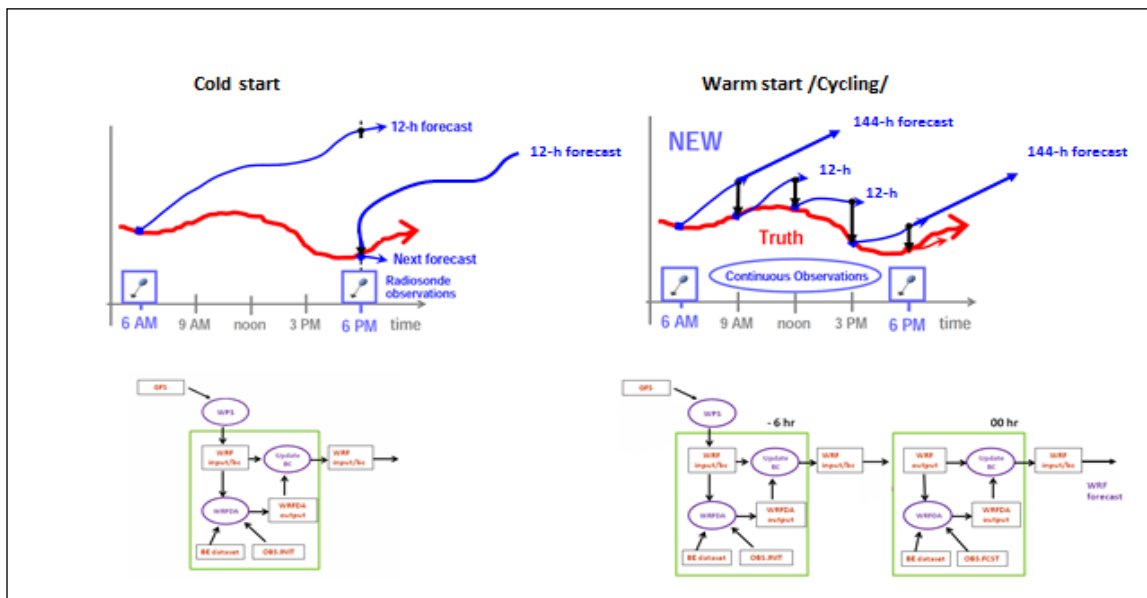 Cold start
12-h forecast
12-h forecast
Next forecast
Radiosonde
observations
6 AM
9 AM
noon
3 PM
6 PM
time
Warm start /Cycling/
NEW
144-h forecast
144-h forecast
12-h
12-h
Truth
Continuous Observations
6 AM
9 AM
noon
3 PM
6 PM
time
GFS
WPS
WRF
input/bc
Update
BC
WRF
input/bc
WRFDA
WRFDA
output
BE dataset
OBS.INIT
GFS
WPS
- 6 hr
WRF
input/bc
Update
BC
WRF
input/bc
WRFDA
WRFDA
output
BE dataset
OBS.INIT
00 hr
WRF
output
Update
BC
WRF
input/bc
WRF
forecast
WRFDA
WRFDA
output
BE dataset
OBS.FCST